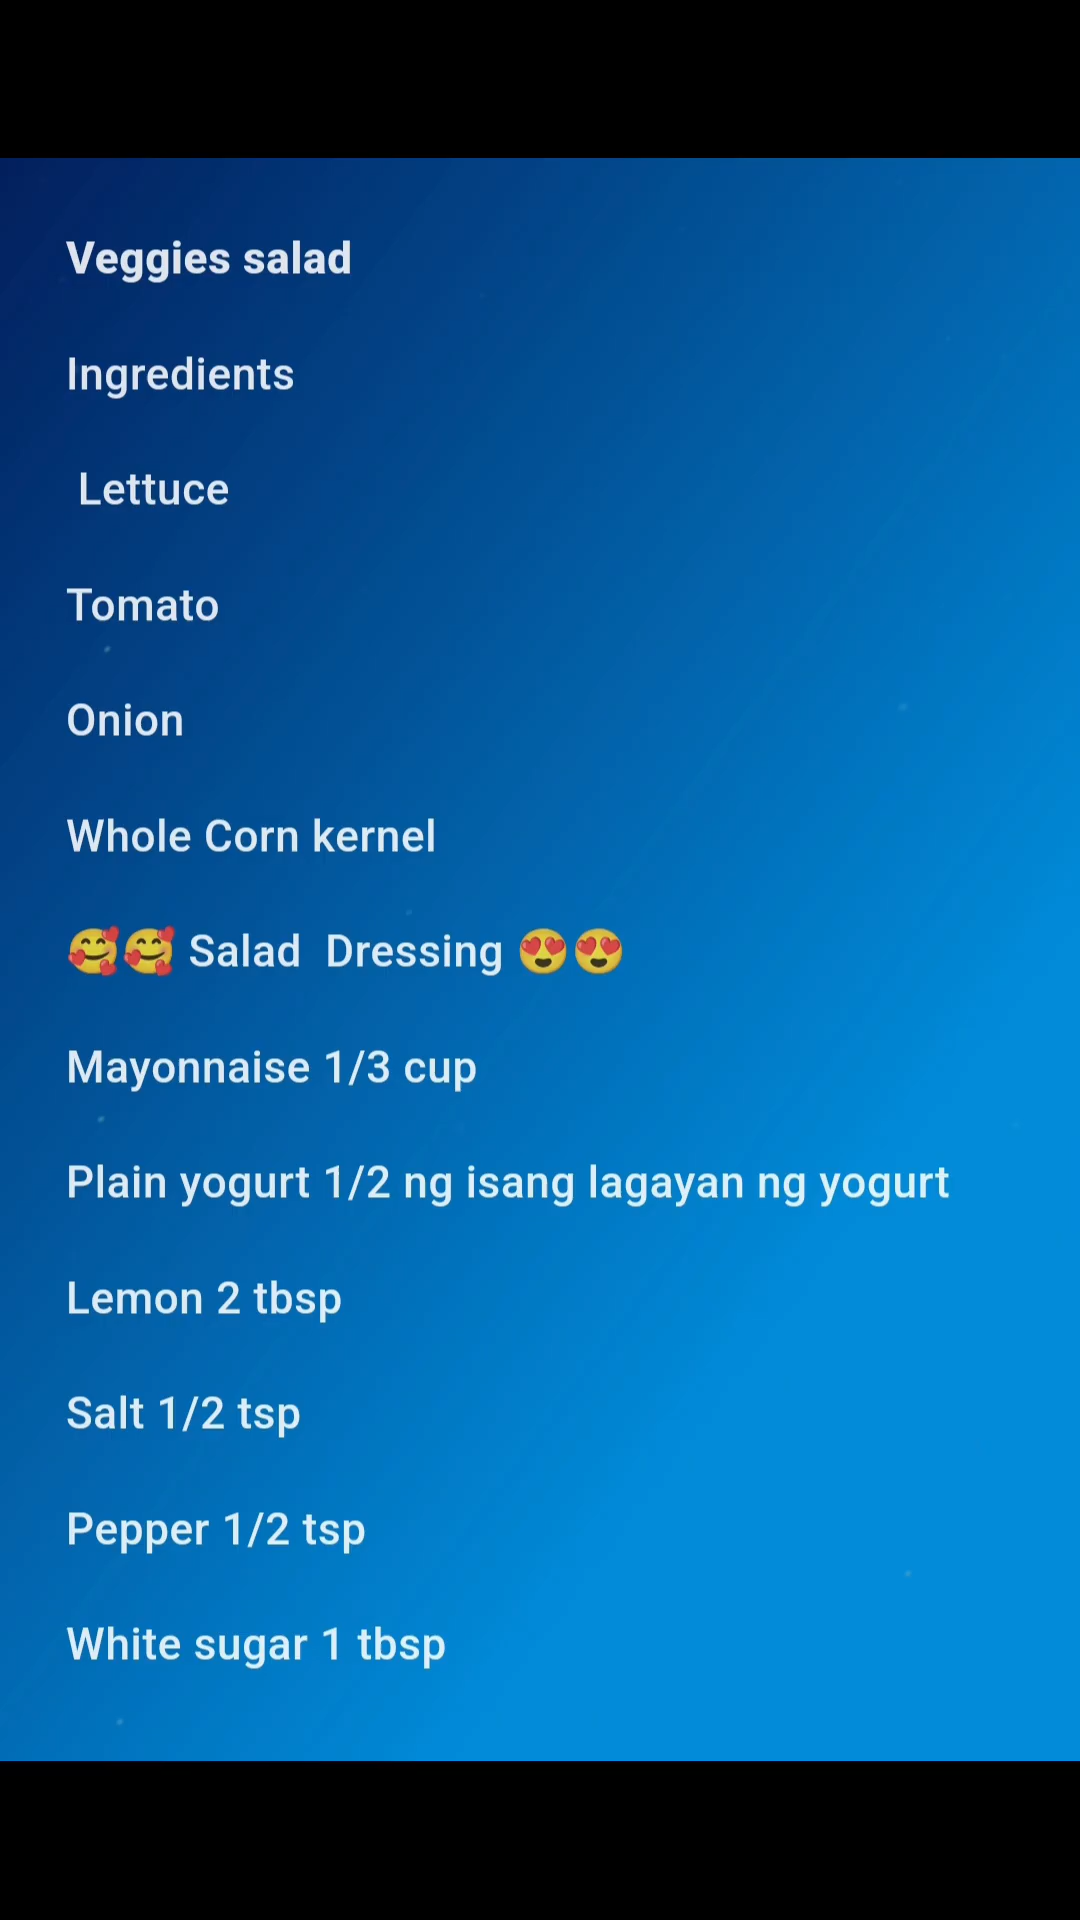 Veggies salad
Ingredients
Lettuce
Tomato
Onion
Whole Corn kernel
🥰🥰 Salad  Dressing 😍😍
Mayonnaise 1/3 cup
Plain yogurt 1/2 ng isang lagayan ng yogurt
Lemon 2 tbsp
Salt 1/2 tsp
Pepper 1/2 tsp
White sugar 1 tbsp